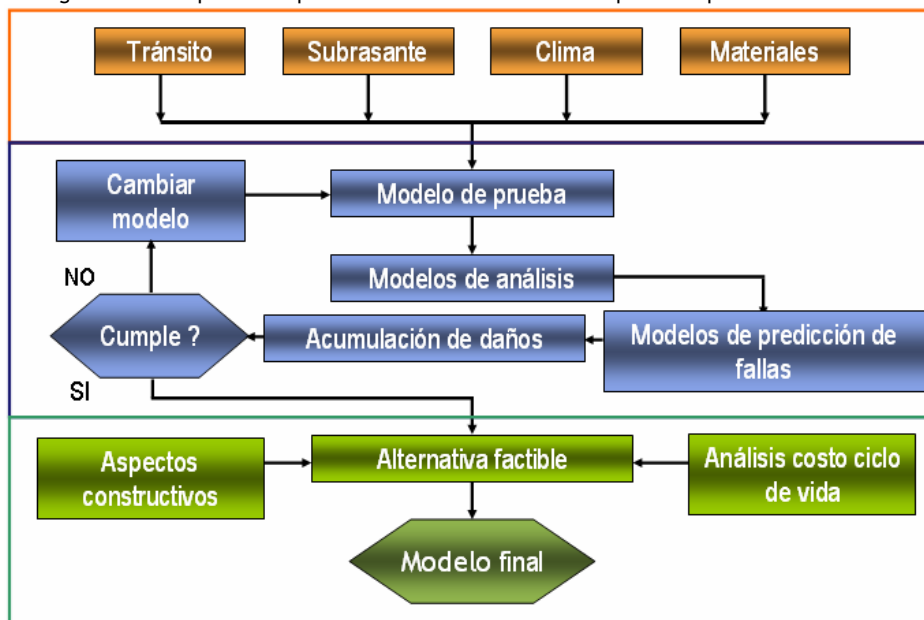 Tránsito
Subrasante
Clima
Materiales
Cambiar
modelo
Modelo de prueba
NO
Modelos de análisis
Cumple ?
Acumulación de daños
Modelos de predicción de
fallas
SI
Aspectos
constructivos
Alternativa factible
Análisis costo ciclo
de vida
Modelo final